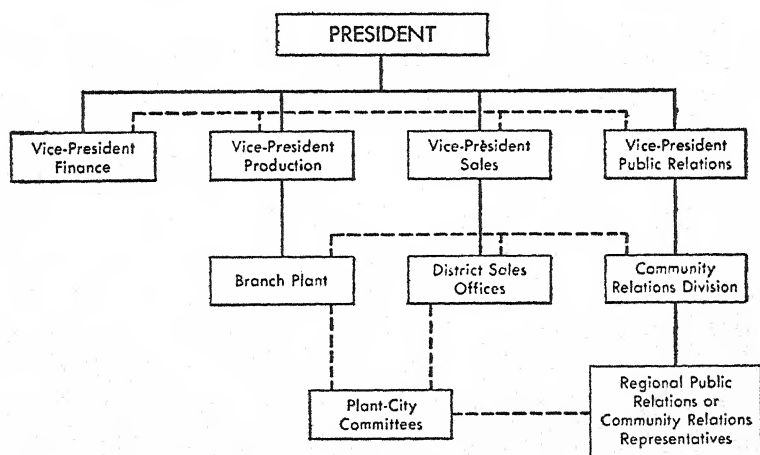 PRESIDENT
Vice-President
Finance
Vice-President
Production
Vice-President
Sales
Vice-President
Public Relations
Branch Plant
District Sales
Offices
Community
Relations Division
Plant-City
Committees
Regional Public
Relations or
Community Relations
Representatives